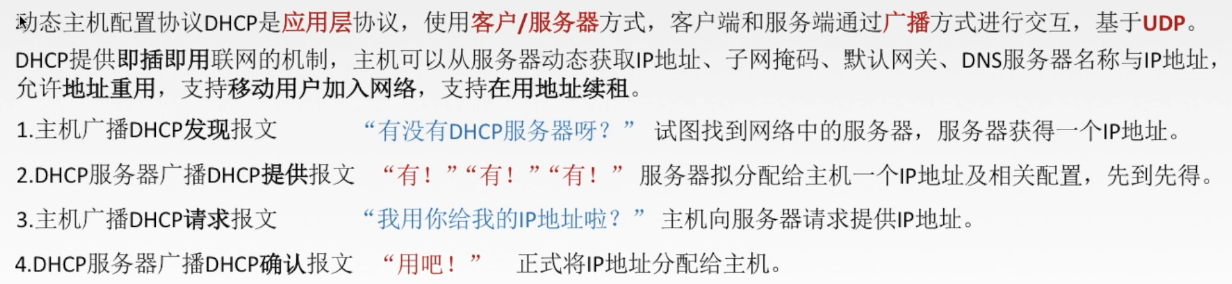 动态主机配置协议DHCP是应用层协议，使用客户/服务器方式，客户端和服务端通过广播方式进行交互，基于UDP。
DHCP提供即插即用联网的机制，主机可以从服务器动态获取IP地址、子网掩码、默认网关、DNS服务器名称与IP地址，
允许地址重用，支持移动用户加入网络，支持在用地址续租。
1.主机广播DHCP发现报文 “有没有DHCP服务器呀？” 试图找到网络中的服务器，服务器获得一个IP地址。
2.DHCP服务器广播DHCP提供报文 “有！”“有！”“有！” 服务器拟分配给主机一个IP地址及相关配置，先到先得。
3.主机广播DHCP请求报文 “我用你给我的IP地址啦？” 主机向服务器请求提供IP地址。
4.DHCP服务器广播DHCP确认报文 “用吧！” 正式将IP地址分配给主机。